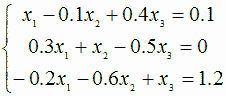 x₁ − 0.1x₂ + 0.4x₃ = 0.1
0.3x₁ + x₂ − 0.5x₃ = 0
− 0.2x₁ − 0.6x₂ + x₃ = 1.2